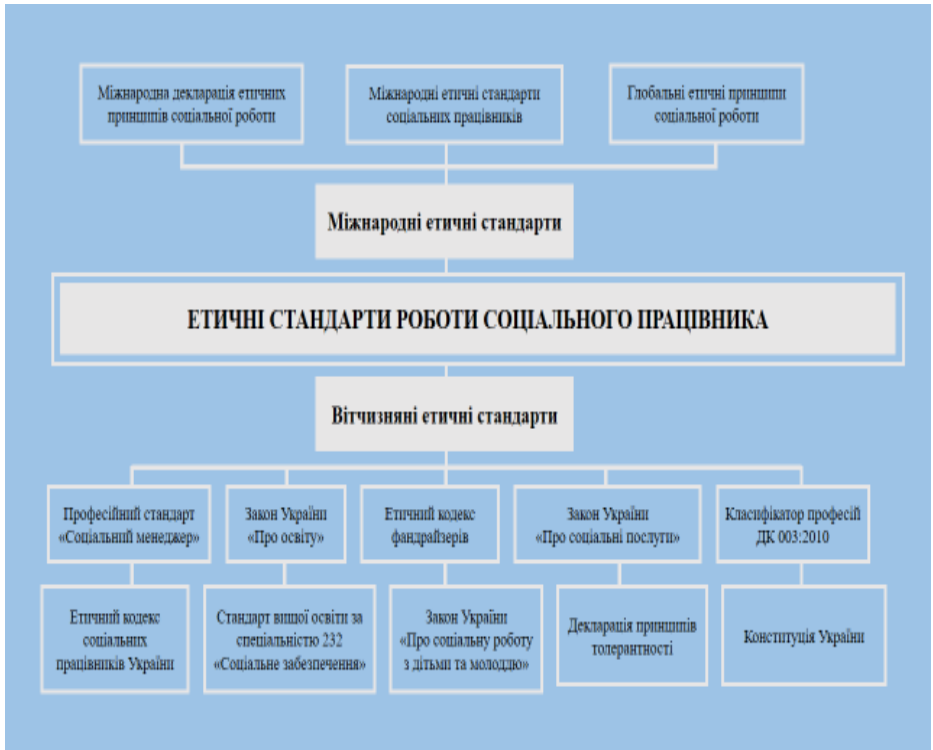 Міжнародна декларація етичних
принципів соціальної роботи
Міжнародні етичні стандарти
соціальних працівників
Глобальні етичні принципи
соціальної роботи
Міжнародні етичні стандарти
ЕТИЧНІ СТАНДАРТИ РОБОТИ СОЦІАЛЬНОГО ПРАЦІВНИКА
Вітчизняні етичні стандарти
Професійний стандарт
«Соціальний менеджер»
Закон України
«Про освіту»
Етичний кодекс
фандрайзерів
Закон України
«Про соціальні послуги»
Класифікатор професій
ДК 003:2010
Етичний кодекс
соціальних
працівників України
Стандарт вищої освіти за
спеціальністю 232
«Соціальне забезпечення»
Закон України
«Про соціальну роботу
з дітьми та молоддю»
Декларація принципів
толерантності
Конституція України